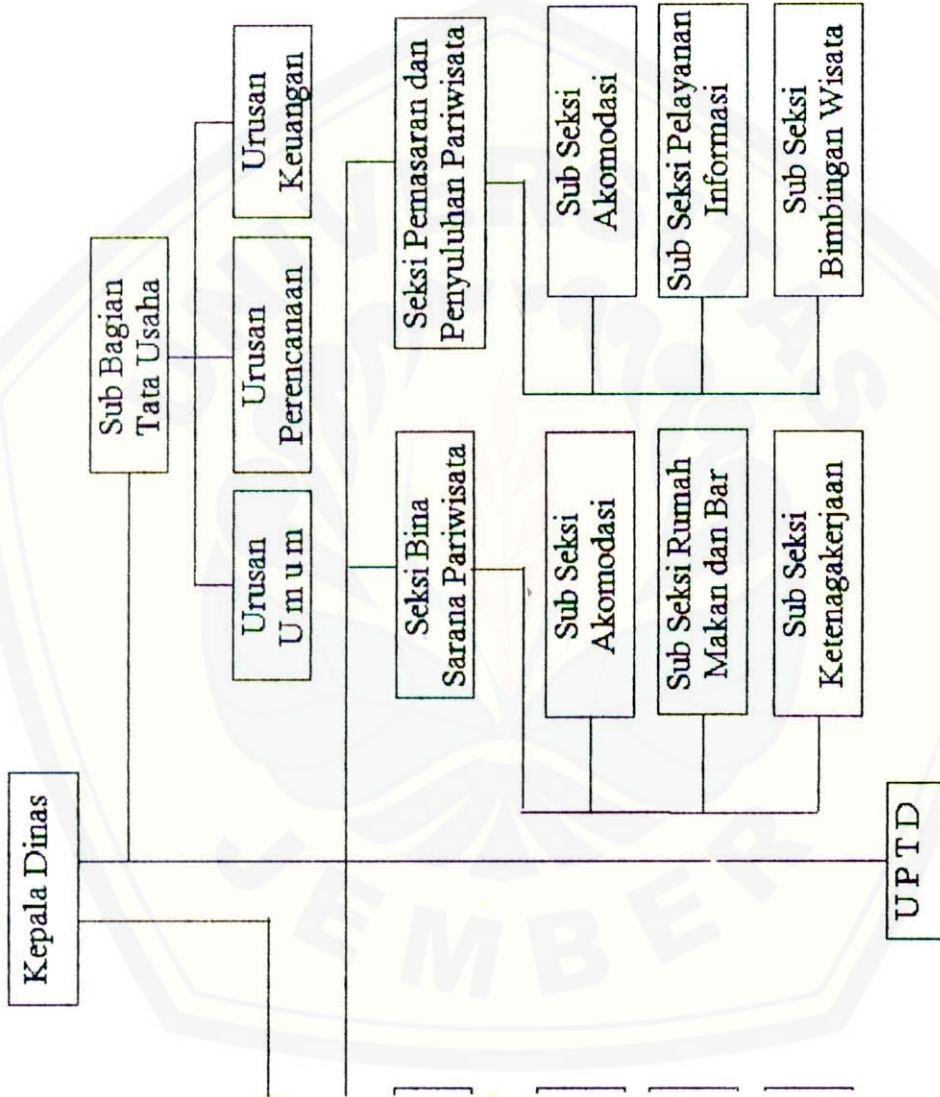 Kepala Dinas
Sub Bagian
Tata Usaha
Urusan
U m u m
Urusan
Perencanaan
Urusan
Keuangan
Seksi Bina
Sarana Pariwisata
Seksi Pemasaran dan
Penyuluhan Pariwisata
Sub Seksi
Akomodasi
Sub Seksi Rumah
Makan dan Bar
Sub Seksi
Ketenagakerjaan
Sub Seksi
Akomodasi
Sub Seksi Pelayanan
Informasi
Sub Seksi
Bimbingan Wisata
U P T D
UNIVERSITAS
JEMBER